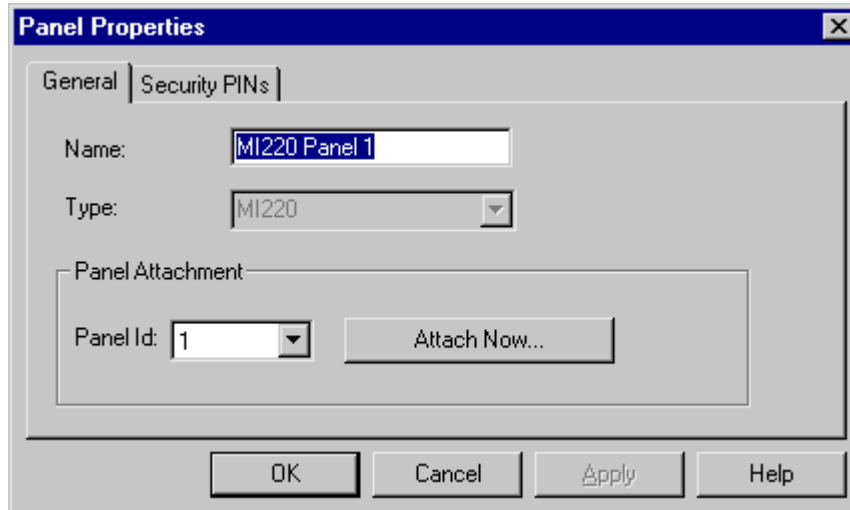 Panel Properties
General Security PINs
Name: MI220 Panel 1
Type: MI220
Panel Attachment
Panel Id: 1 Attach Now...
OK Cancel Apply Help